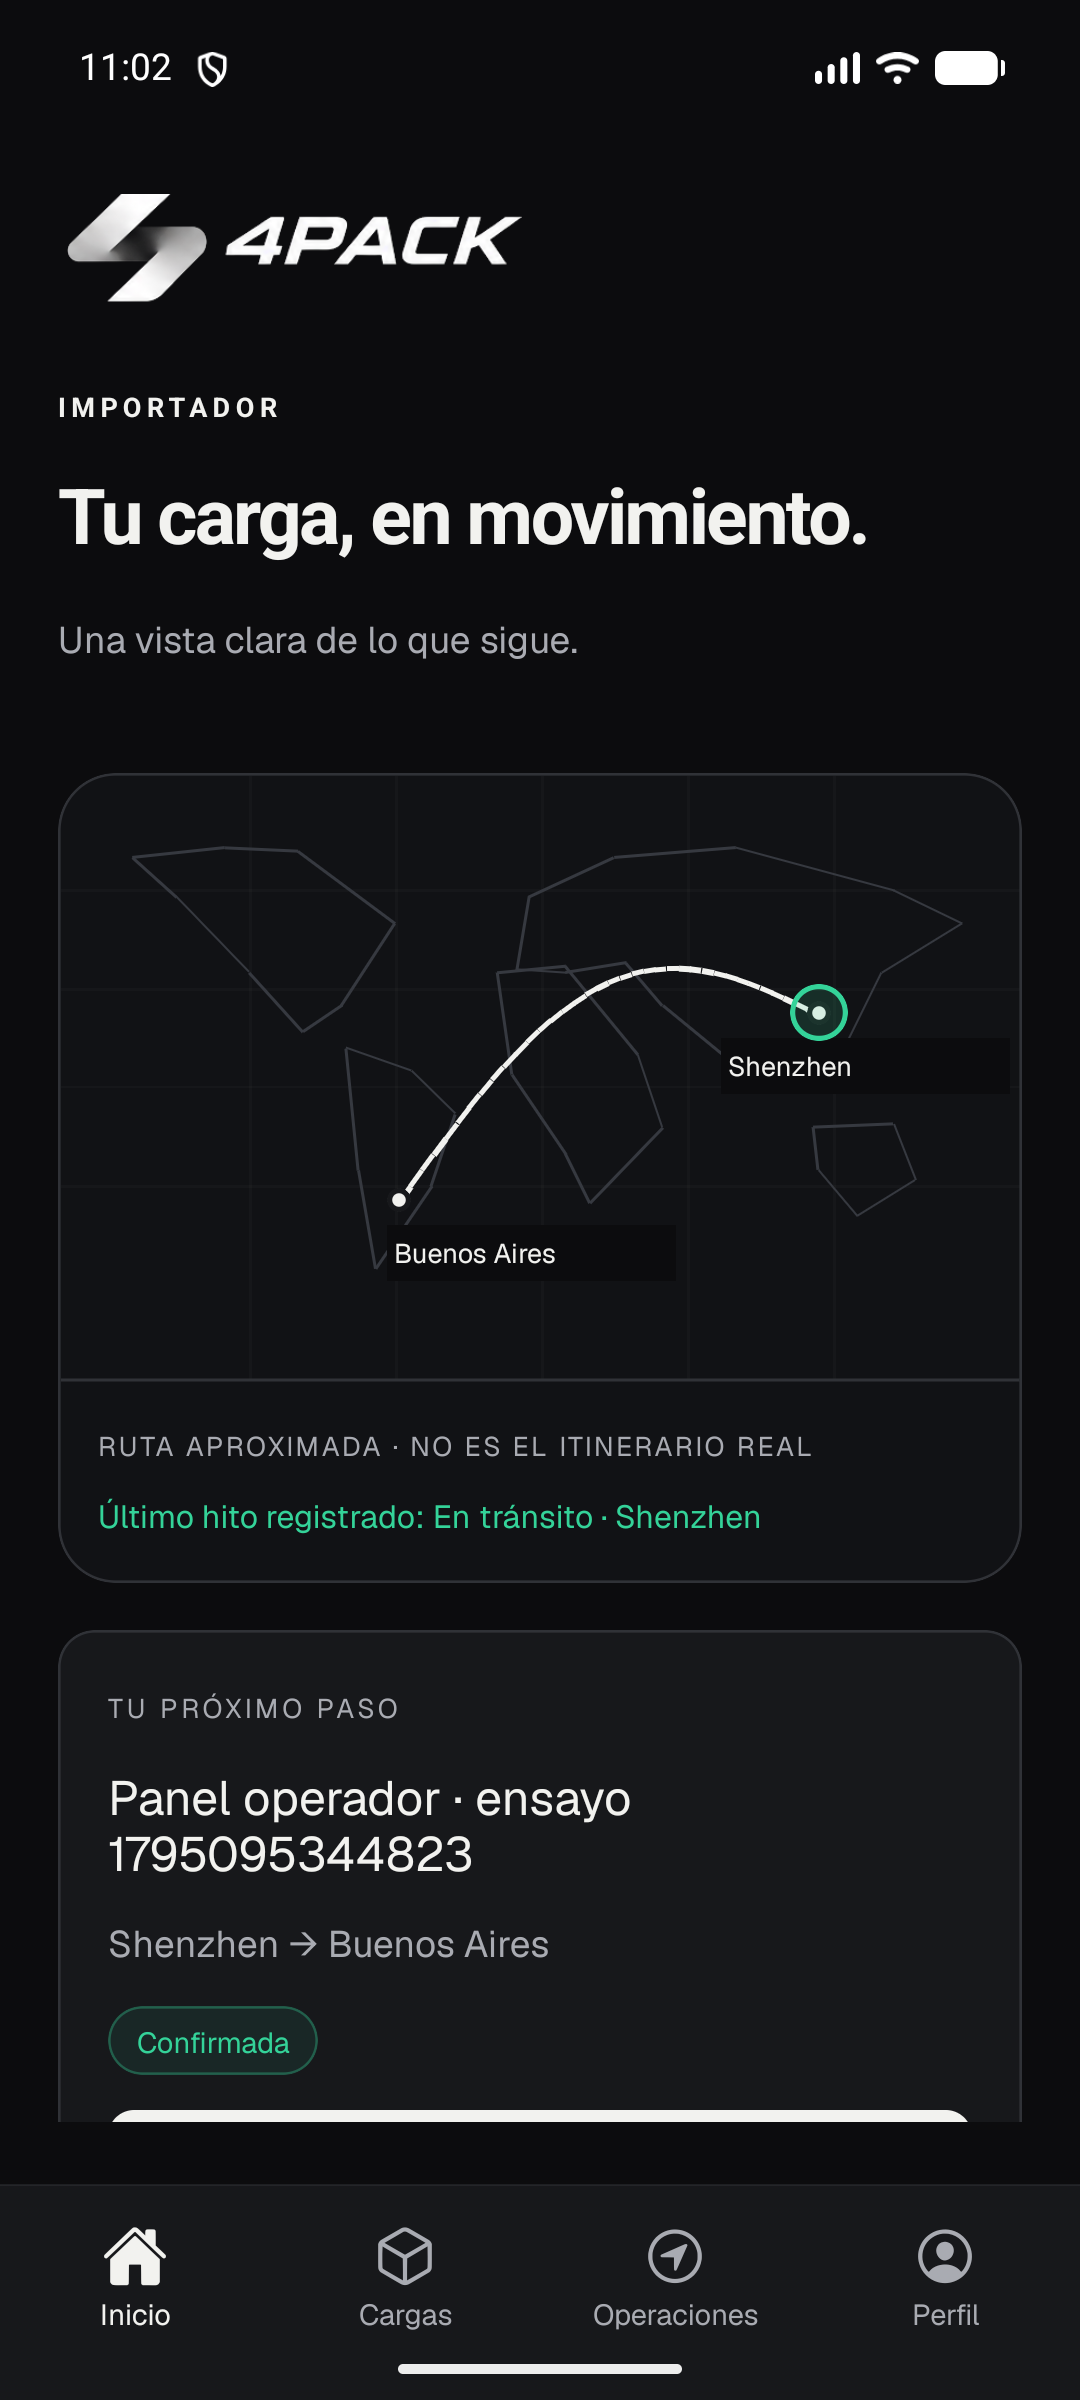 11:02
4PACK
IMPORTADOR
Tu carga, en movimiento.
Una vista clara de lo que sigue.
Shenzhen
Buenos Aires
RUTA APROXIMADA · NO ES EL ITINERARIO REAL
Último hito registrado: En tránsito · Shenzhen
TU PRÓXIMO PASO
Panel operador · ensayo
1795095344823
Shenzhen → Buenos Aires
Confirmada
Inicio
Cargas
Operaciones
Perfil